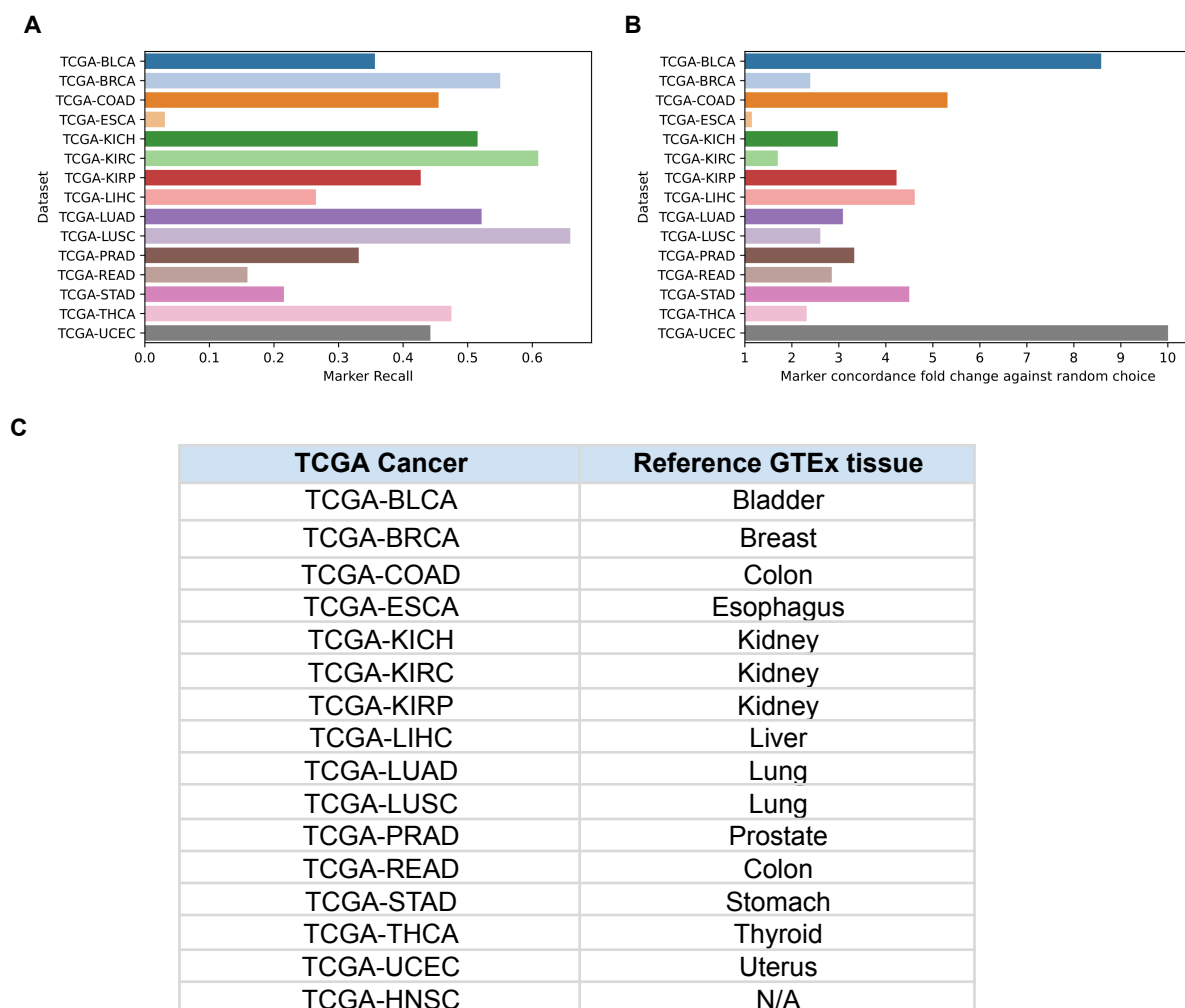 A
TCGA-BLCA
TCGA-BRCA
TCGA-COAD
TCGA-ESCA
TCGA-KICH
TCGA-KIRC
TCGA-KIRP
TCGA-LIHC
TCGA-LUAD
TCGA-LUSC
TCGA-PRAD
TCGA-READ
TCGA-STAD
TCGA-THCA
TCGA-UCEC
Dataset
0.0 0.1 0.2 0.3 0.4 0.5 0.6
Marker Recall
B
TCGA-BLCA
TCGA-BRCA
TCGA-COAD
TCGA-ESCA
TCGA-KICH
TCGA-KIRC
TCGA-KIRP
TCGA-LIHC
TCGA-LUAD
TCGA-LUSC
TCGA-PRAD
TCGA-READ
TCGA-STAD
TCGA-THCA
TCGA-UCEC
Dataset
1 2 3 4 5 6 7 8 9 10
Marker concordance fold change against random choice
C
TCGA Cancer Reference GTEx tissue
TCGA-BLCA Bladder
TCGA-BRCA Breast
TCGA-COAD Colon
TCGA-ESCA Esophagus
TCGA-KICH Kidney
TCGA-KIRC Kidney
TCGA-KIRP Kidney
TCGA-LIHC Liver
TCGA-LUAD Lung
TCGA-LUSC Lung
TCGA-PRAD Prostate
TCGA-READ Colon
TCGA-STAD Stomach
TCGA-THCA Thyroid
TCGA-UCEC Uterus
TCGA-HNSC N/A